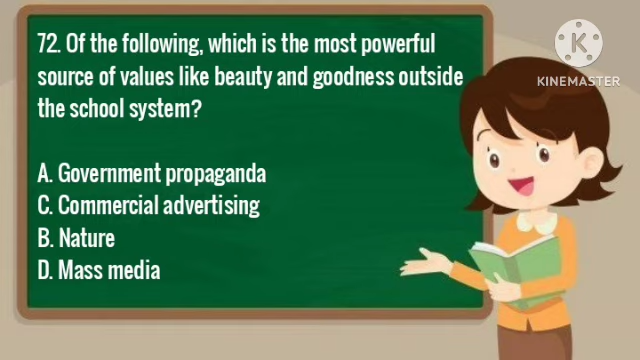 72. Of the following, which is the most powerful
source of values like beauty and goodness outside
the school system?
A. Government propaganda
C. Commercial advertising
B. Nature
D. Mass media
K
KINEMASTER